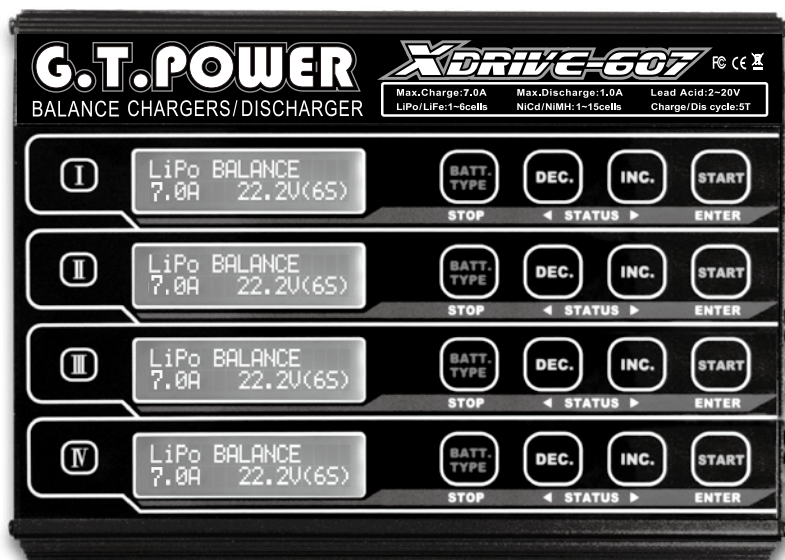 G.T.POWER
BALANCE CHARGERS/DISCHARGER
XDRIVE-607
FC CE
Max.Charge:7.0A Max.Discharge:1.0A Lead Acid:2~20V
LiPo/LiFe:1~6cells NiCd/NiMH:1~15cells Charge/Dis cycle:5T
I
LiPo BALANCE
7.0A 22.2V(6S)
BATT. TYPE DEC. INC. START
STOP ◄ STATUS ► ENTER
II
LiPo BALANCE
7.0A 22.2V(6S)
BATT. TYPE DEC. INC. START
STOP ◄ STATUS ► ENTER
III
LiPo BALANCE
7.0A 22.2V(6S)
BATT. TYPE DEC. INC. START
STOP ◄ STATUS ► ENTER
IV
LiPo BALANCE
7.0A 22.2V(6S)
BATT. TYPE DEC. INC. START
STOP ◄ STATUS ► ENTER